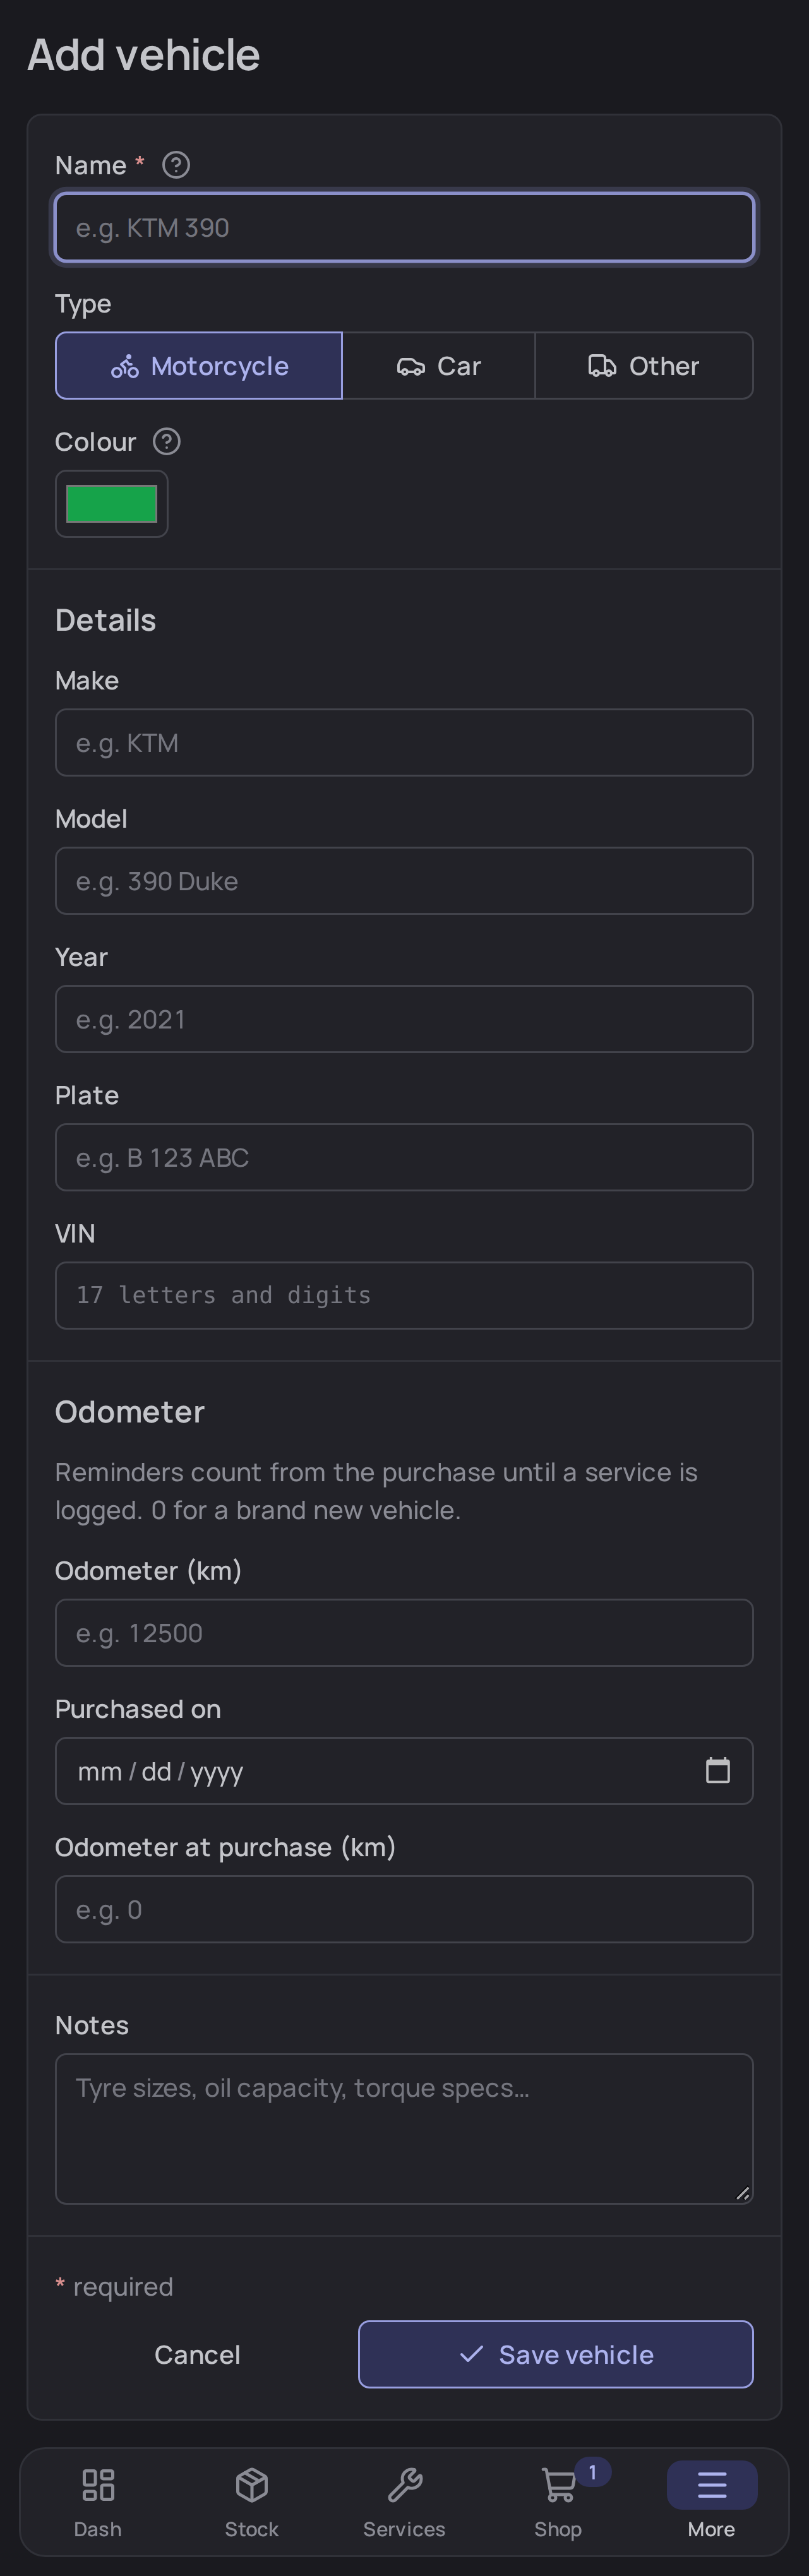 Add vehicle
Name *
e.g. KTM 390
Type
Motorcycle
Car
Other
Colour
Details
Make
e.g. KTM
Model
e.g. 390 Duke
Year
e.g. 2021
Plate
e.g. B 123 ABC
VIN
17 letters and digits
Odometer
Reminders count from the purchase until a service is
logged. 0 for a brand new vehicle.
Odometer (km)
e.g. 12500
Purchased on
mm / dd / yyyy
Odometer at purchase (km)
e.g. 0
Notes
Tyre sizes, oil capacity, torque specs…
* required
Cancel
Save vehicle
1
Dash
Stock
Services
Shop
More